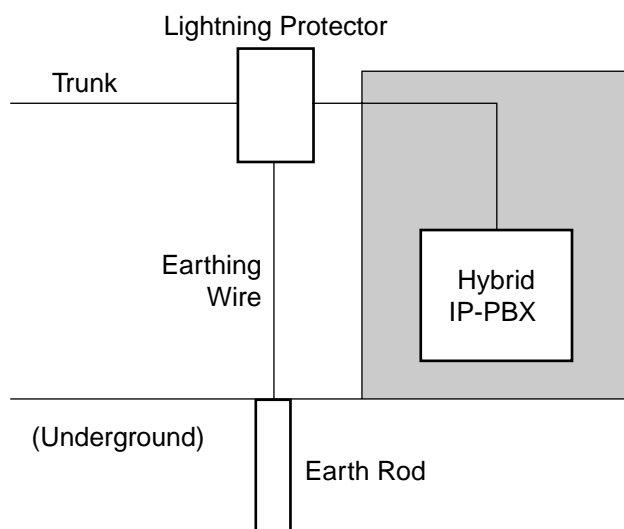 Lightning Protector
Trunk
Earthing
Wire
Hybrid
IP-PBX
(Underground)
Earth Rod